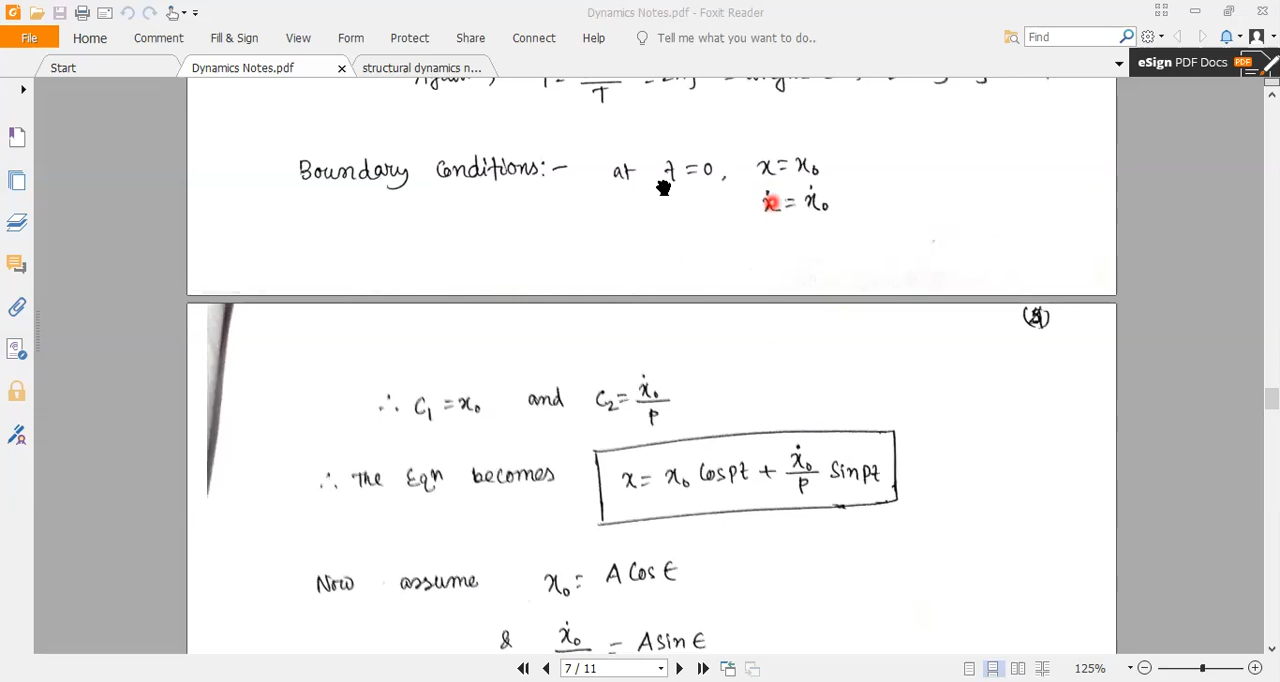 Dynamics Notes.pdf - Foxit Reader
File Home Comment Fill & Sign View Form Protect Share Connect Help Tell me what you want to do.. Find
Start Dynamics Notes.pdf structural dynamics n... eSign PDF Docs PDF
T
Boundary Conditions:- at t = 0, x = x₀
ẋ = ẋ₀
∴ C₁ = x₀ and C₂ = ẋ₀/p
∴ The Eqn becomes x = x₀ Cos pt + ẋ₀/p Sin pt
Now assume x₀ = A Cos ϵ
& ẋ₀ = A sin ϵ
7 / 11 125%